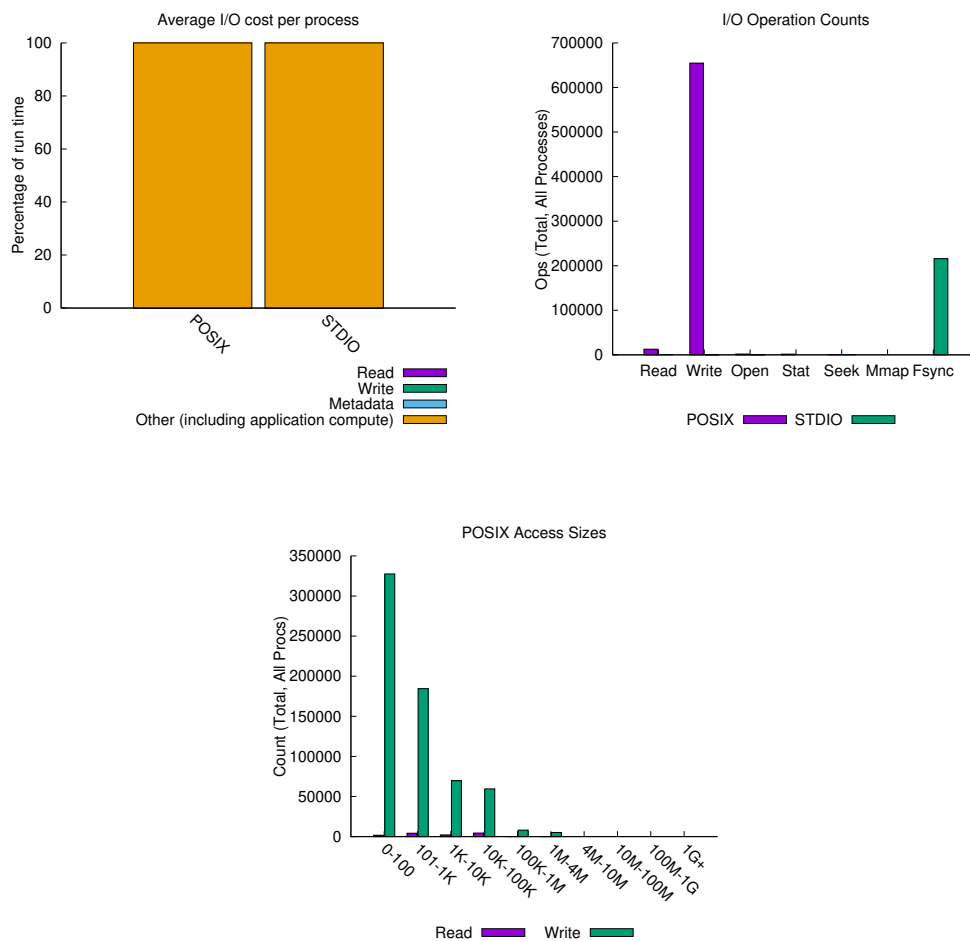 Average I/O cost per process
100
80
60
40
20
0
Percentage of run time
POSIX
STDIO
Read
Write
Metadata
Other (including application compute)
I/O Operation Counts
700000
600000
500000
400000
300000
200000
100000
0
Ops (Total, All Processes)
Read Write Open Stat Seek Mmap Fsync
POSIX STDIO
POSIX Access Sizes
350000
300000
250000
200000
150000
100000
50000
0
Count (Total, All Procs)
0-100
101-1K
1K-10K
10K-100K
100K-1M
1M-4M
4M-10M
10M-100M
100M-1G
1G+
Read Write